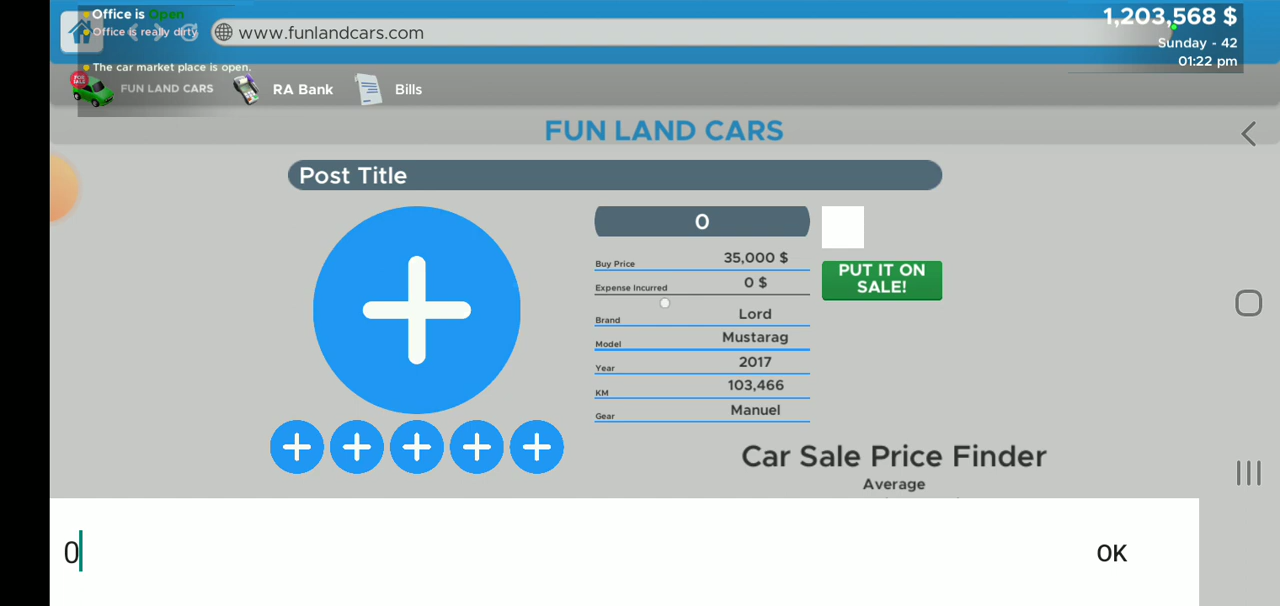 Office is Open
Office is really dirty
www.funlandcars.com
1,203,568 $
Sunday - 42
01:22 pm
The car market place is open.
FOR SALE
FUN LAND CARS
RA Bank
Bills
FUN LAND CARS
Post Title
0
PUT IT ON SALE!
Buy Price 35,000 $
Expense Incurred 0 $
Brand Lord
Model Mustarag
Year 2017
KM 103,466
Gear Manuel
Car Sale Price Finder
Average
0
OK